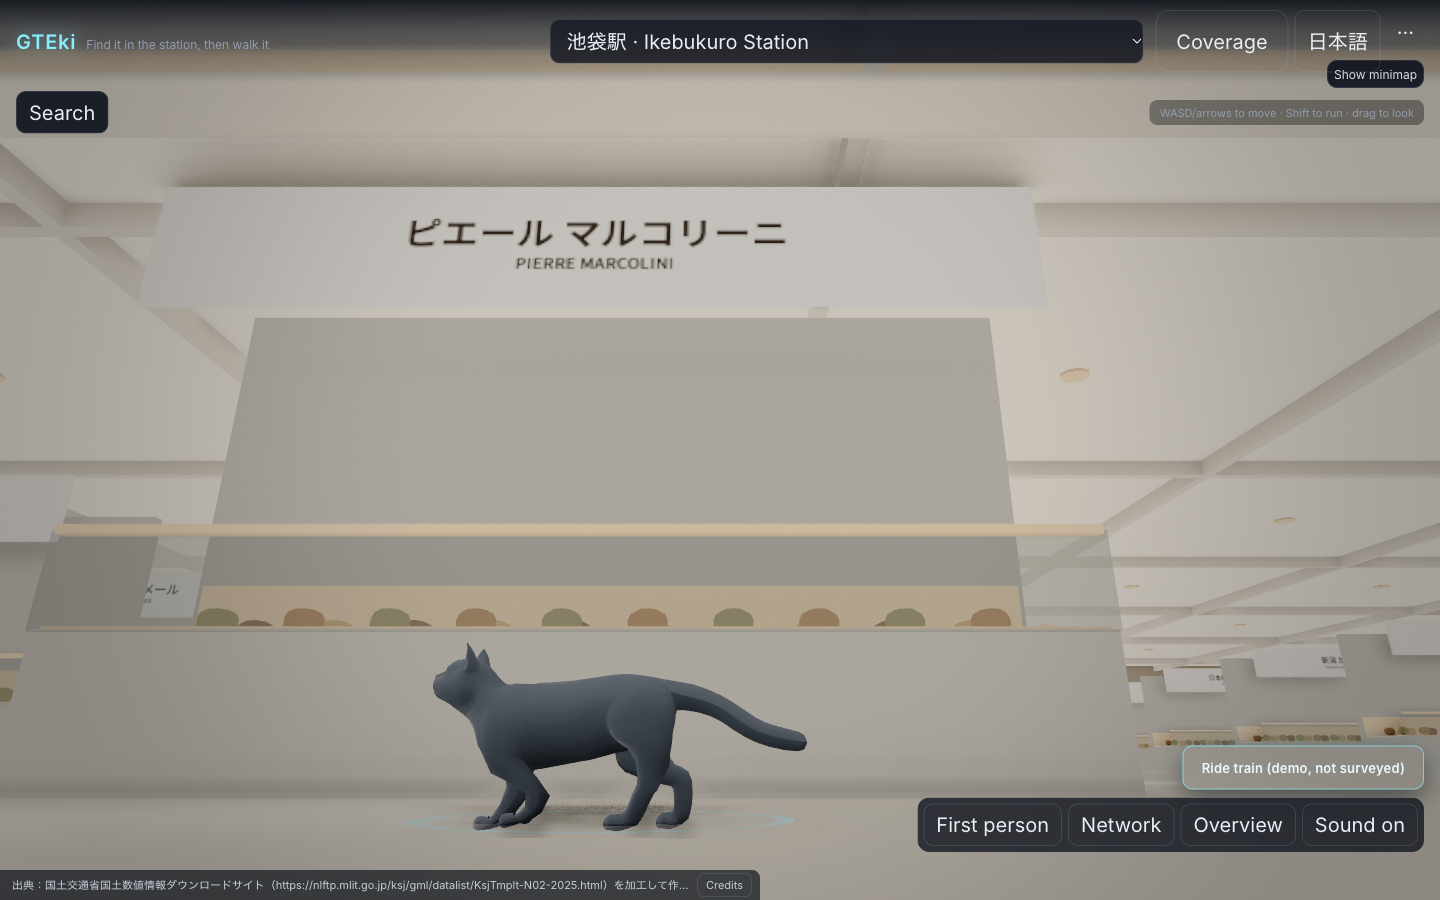 GTEki
Find it in the station, then walk it
池袋駅 · Ikebukuro Station
Coverage
日本語
...
Show minimap
Search
WASD/arrows to move · Shift to run · drag to look
ピエール マルコリーニ
PIERRE MARCOLINI
メール
新潟
日本
Ride train (demo, not surveyed)
First person
Network
Overview
Sound on
出典：国土交通省国土数値情報ダウンロードサイト（https://nlftp.mlit.go.jp/ksj/gml/datalist/KsjTmplt-N02-2025.html）を加工して作...
Credits